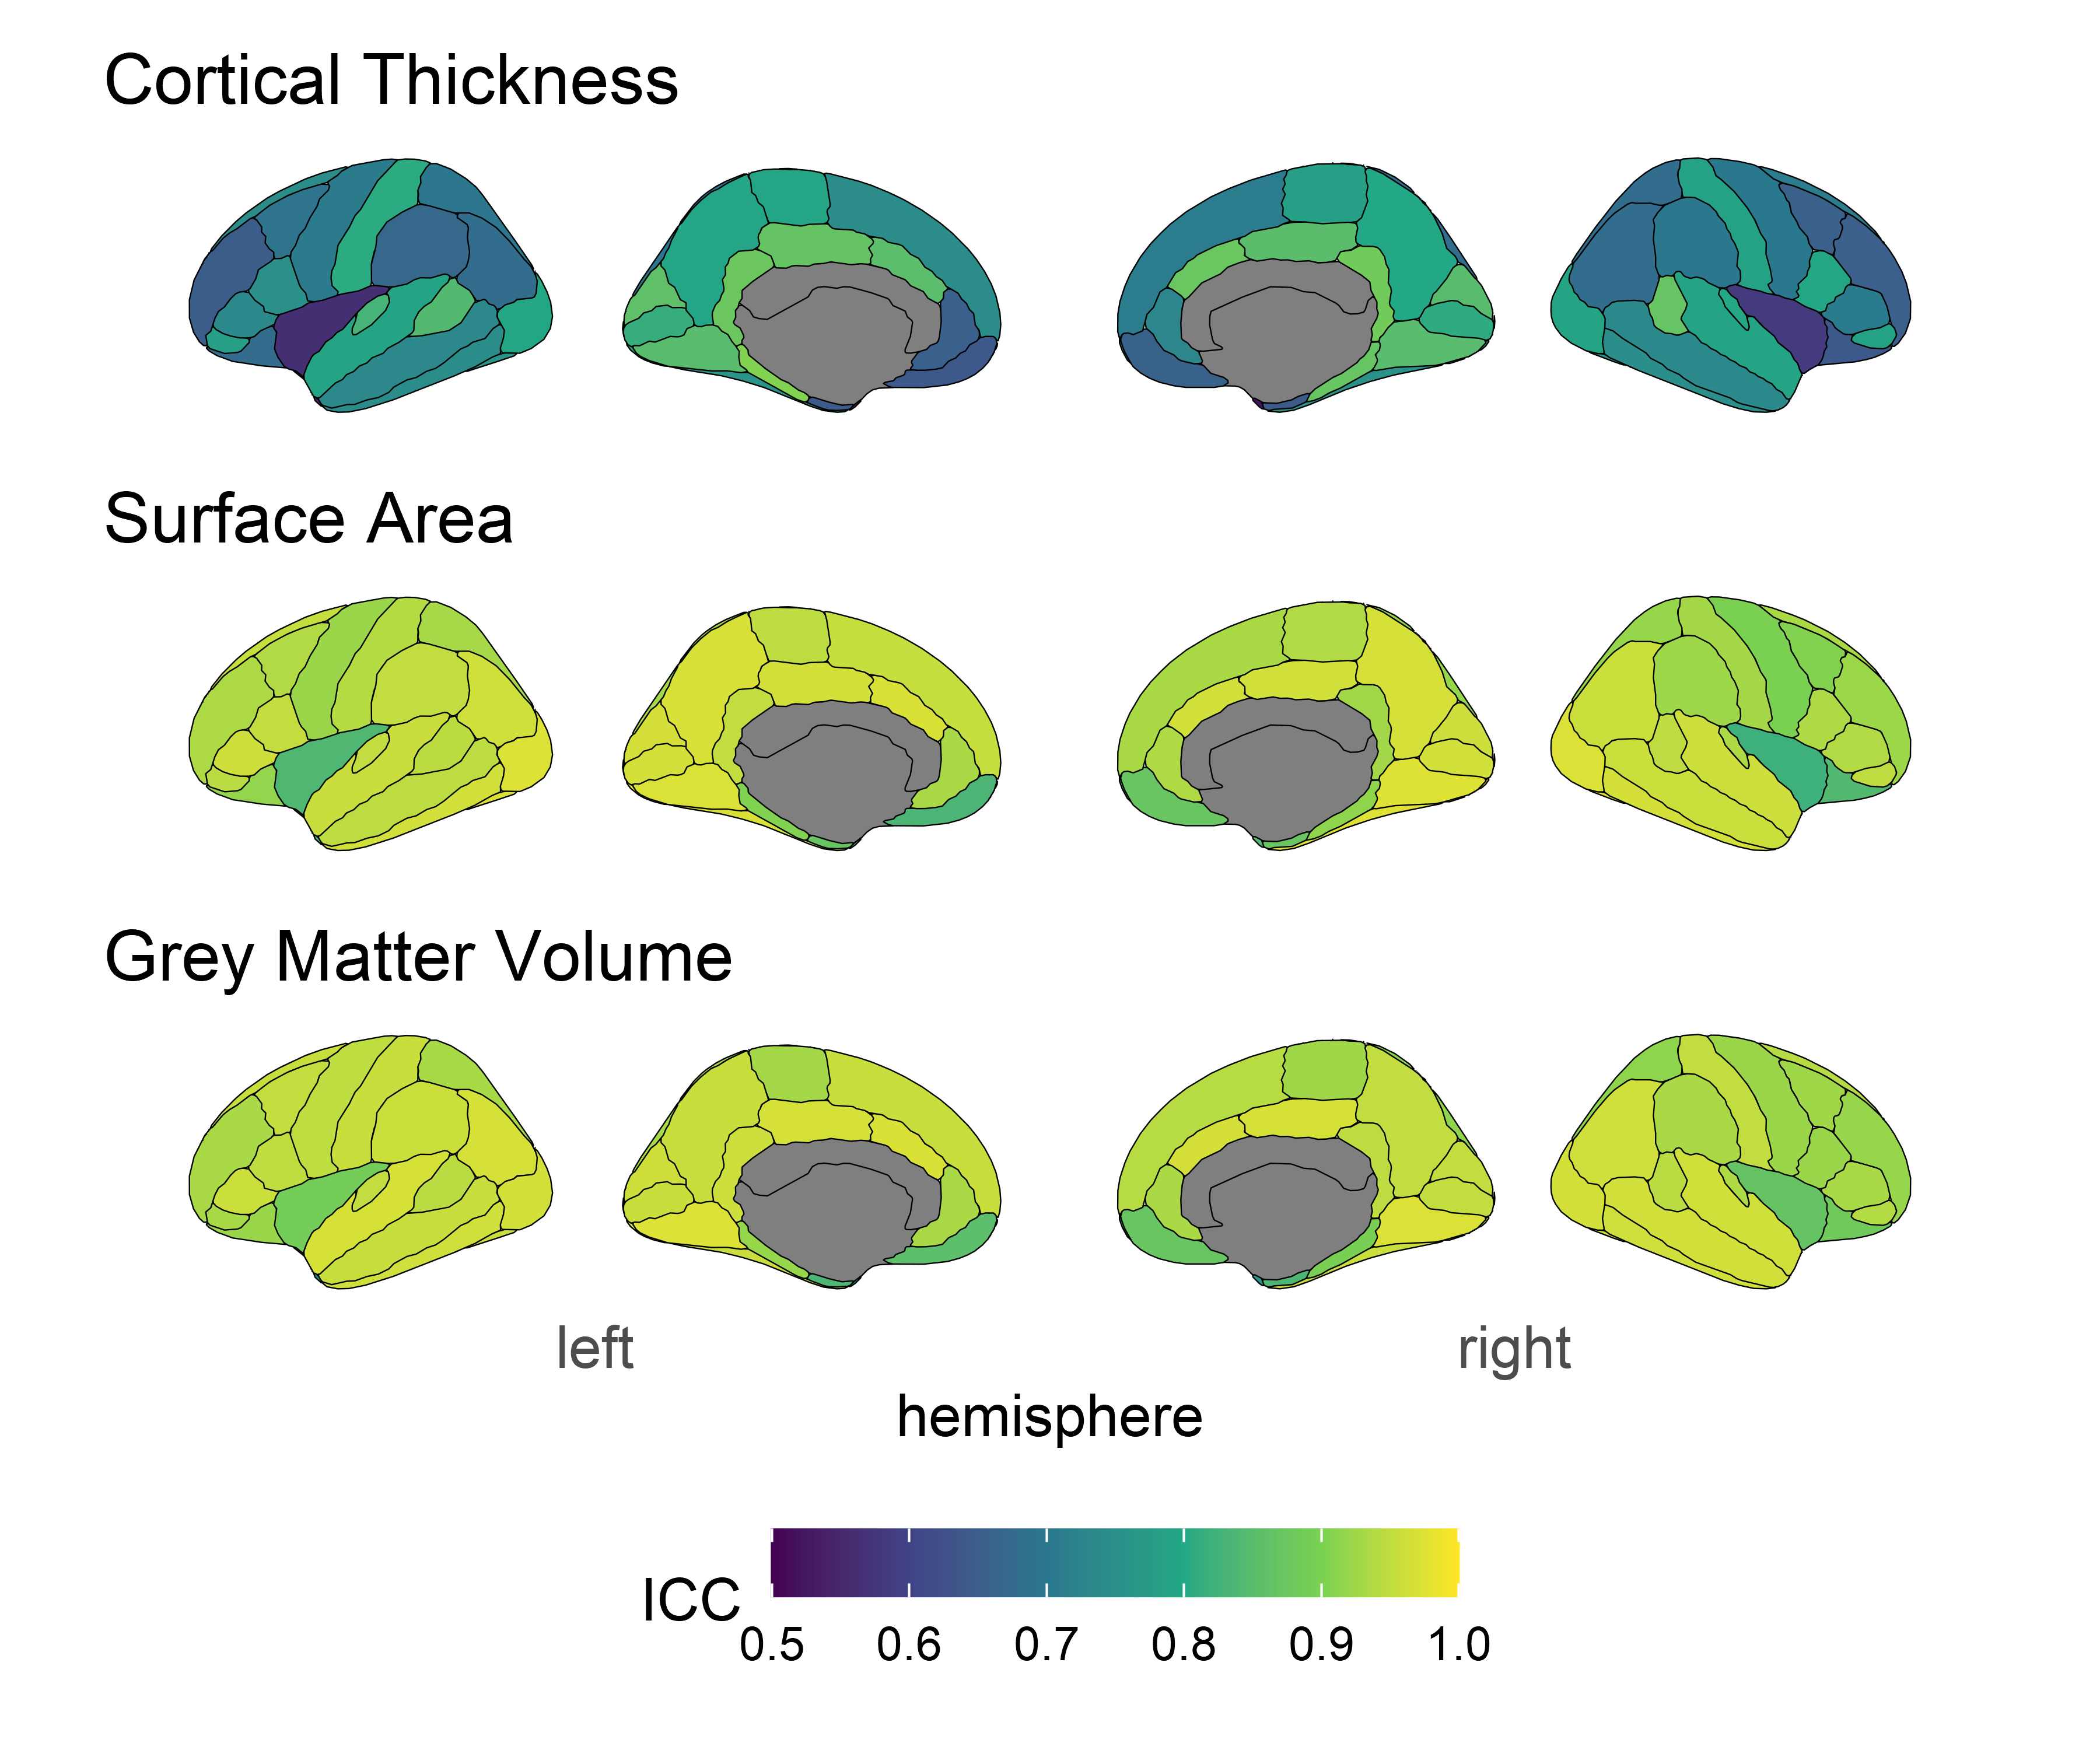 Cortical Thickness
Surface Area
Grey Matter Volume
left right
hemisphere
ICC
0.5 0.6 0.7 0.8 0.9 1.0